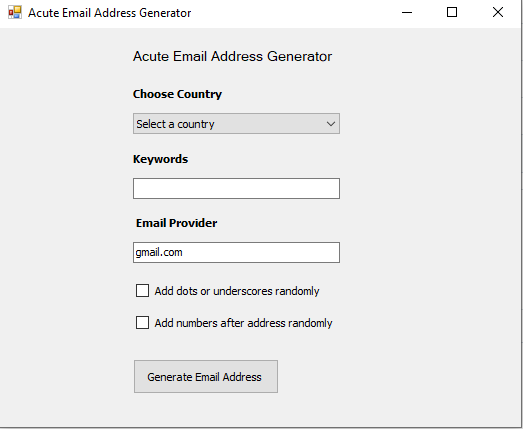 Acute Email Address Generator
Acute Email Address Generator
Choose Country
Select a country
Keywords
Email Provider
gmail.com
Add dots or underscores randomly
Add numbers after address randomly
Generate Email Address